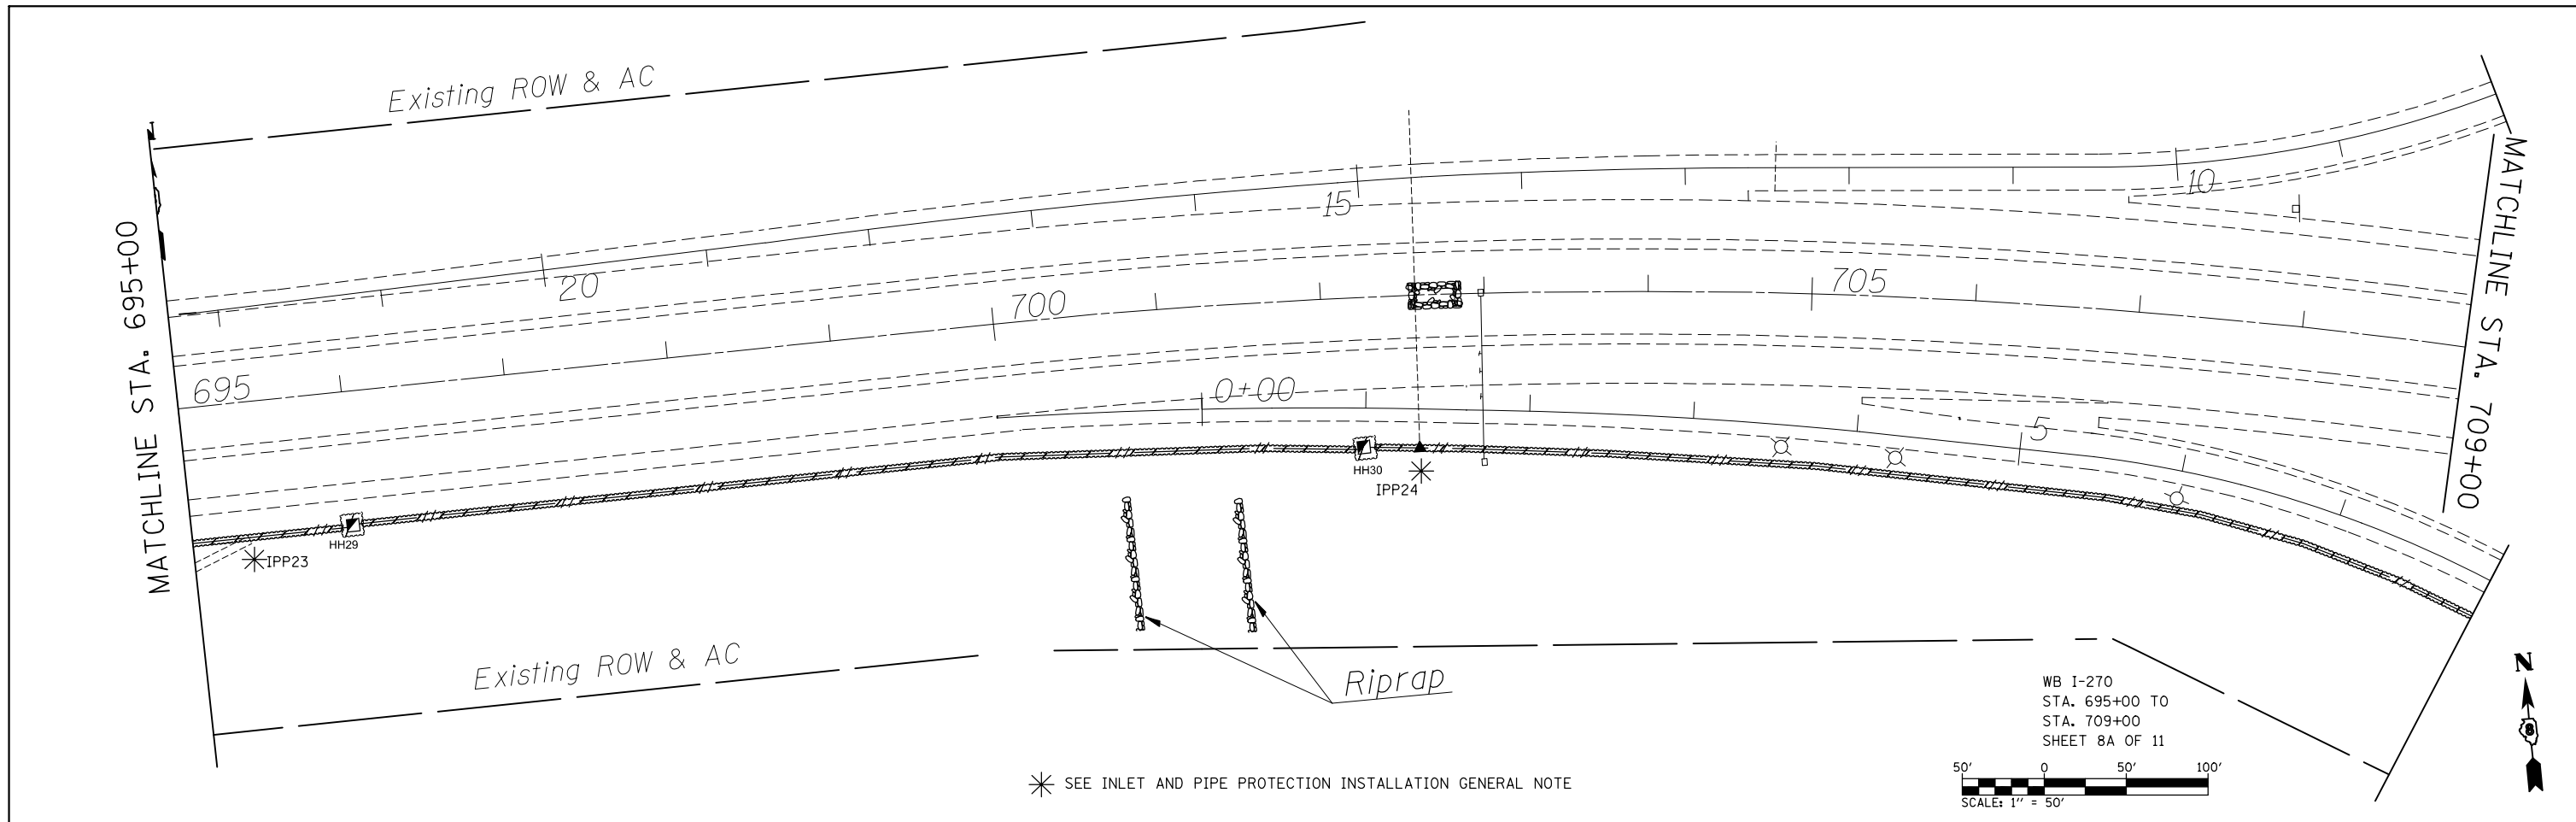 Existing ROW & AC
MATCHLINE STA. 695+00
20
15
10
695
700
705
0+00
5
MATCHLINE STA. 709+00
HH29
IPP23
HH30
IPP24
Existing ROW & AC
Riprap
SEE INLET AND PIPE PROTECTION INSTALLATION GENERAL NOTE
WB I-270
STA. 695+00 TO
STA. 709+00
SHEET 8A OF 11
50' 0 50' 100'
SCALE: 1'' = 50'
N
8